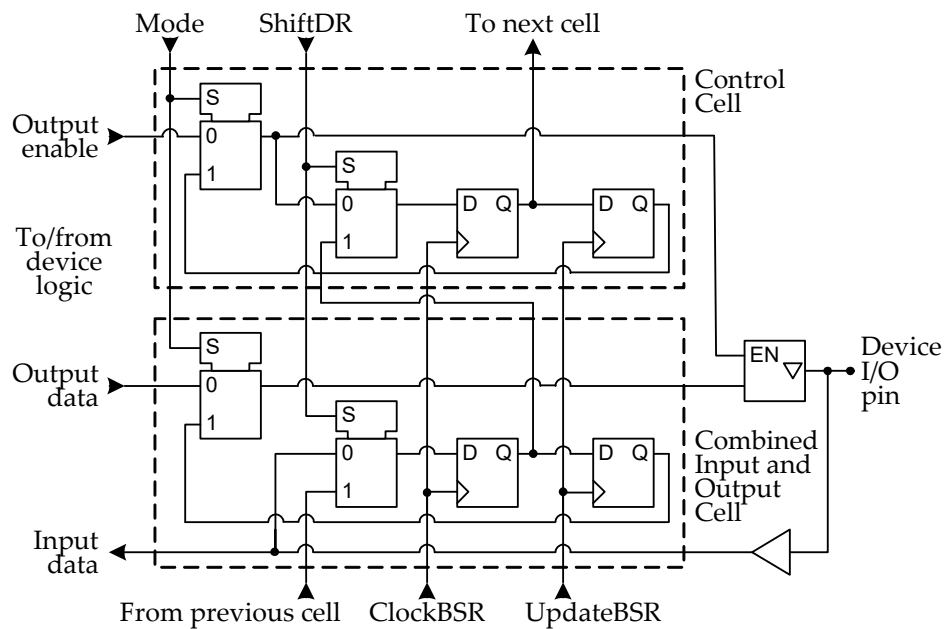 Mode
ShiftDR
To next cell
Control
Cell
S
Output
enable
0
1
S
0
1
D Q
D Q
To/from
device
logic
S
Output
data
0
1
EN
Device
I/O
pin
S
0
1
D Q
D Q
Combined
Input and
Output
Cell
Input
data
From previous cell
ClockBSR
UpdateBSR